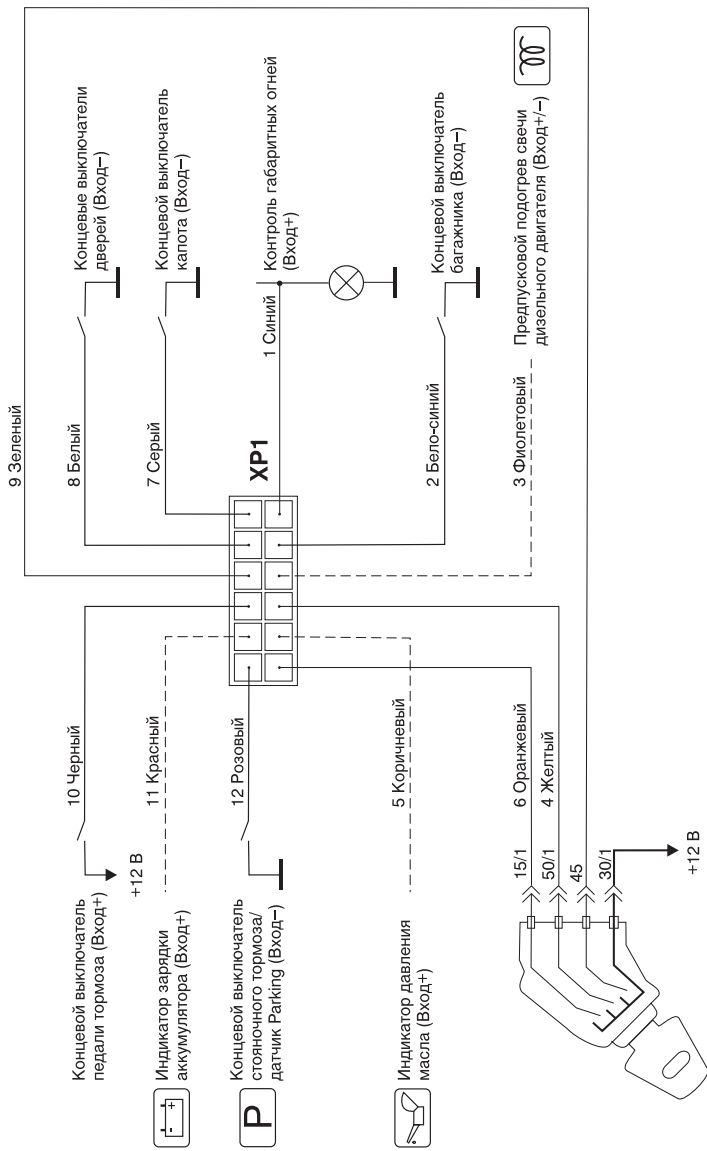 9 Зеленый
8 Белый
Концевые выключатели
дверей (Вход–)
7 Серый
Концевой выключатель
капота (Вход–)
XP1
1 Синий
Контроль габаритных огней
(Вход+)
2 Бело-синий
Концевой выключатель
багажника (Вход–)
3 Фиолетовый
Предпусковой подогрев свечи
дизельного двигателя (Вход+/–)
Концевой выключатель
педали тормоза (Вход+)
+12 В
10 Черный
- +
Индикатор зарядки
аккумулятора (Вход+)
11 Красный
P
Концевой выключатель
стояночного тормоза/
датчик Parking (Вход–)
12 Розовый
Индикатор давления
масла (Вход+)
5 Коричневый
15/1
6 Оранжевый
50/1
4 Желтый
45
30/1
+12 В